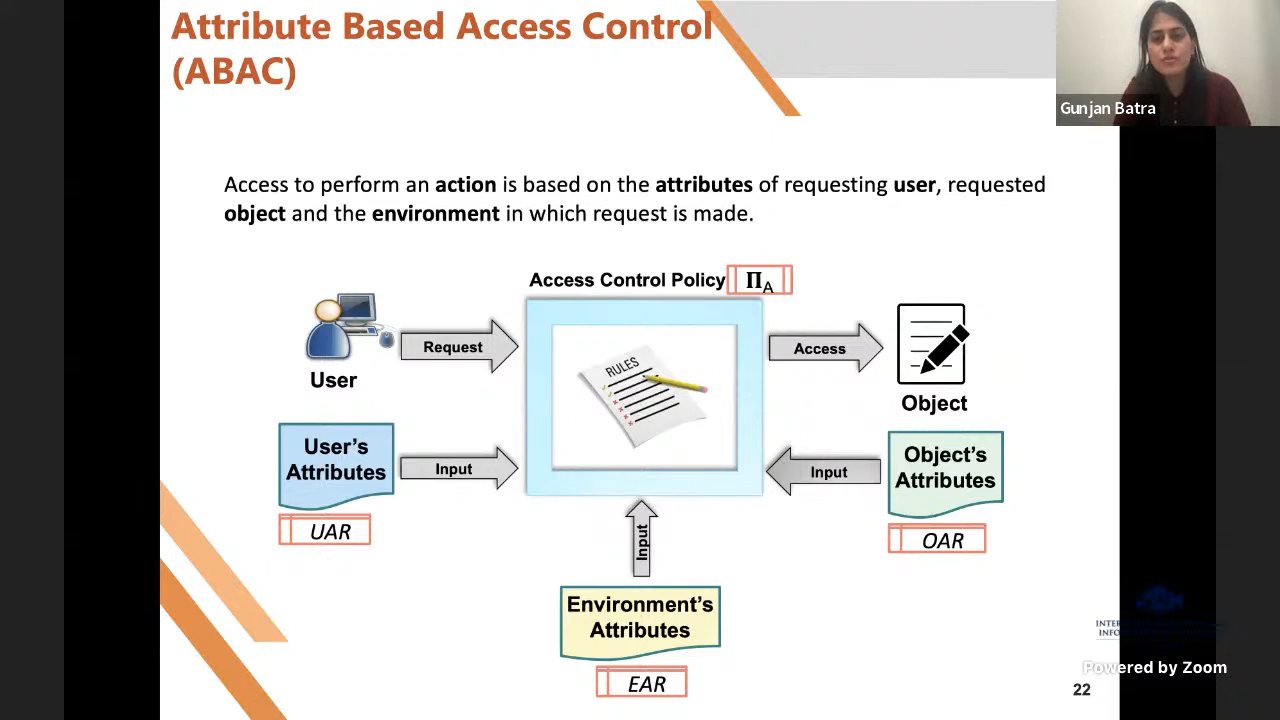 Attribute Based Access Control
(ABAC)
Gunjan Batra
Access to perform an action is based on the attributes of requesting user, requested
object and the environment in which request is made.
Access Control Policy
Π A
Request
RULES
Access
User
Object
User's
Attributes
Input
Input
Object's
Attributes
UAR
Input
OAR
Environment's
Attributes
EAR
Powered by Zoom
22